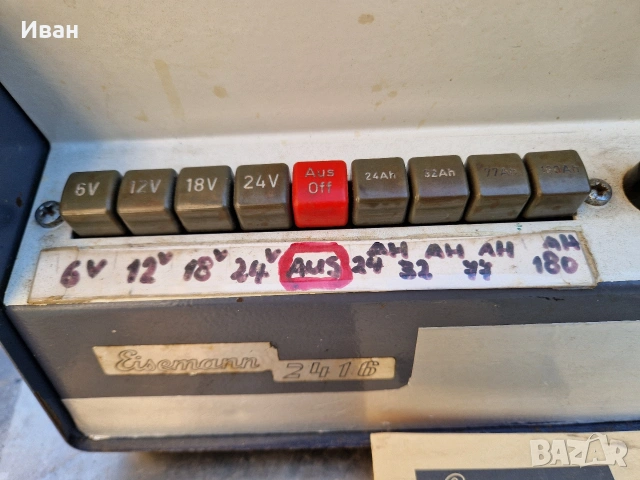 Иван
6V 12V 18V 24V Aus Off 24Ah 32Ah 77Ah
6V 12V 18V 24V AUS 24 AH 32 AH 77 AH 180 AH
Eisemann 2416
BAZAR